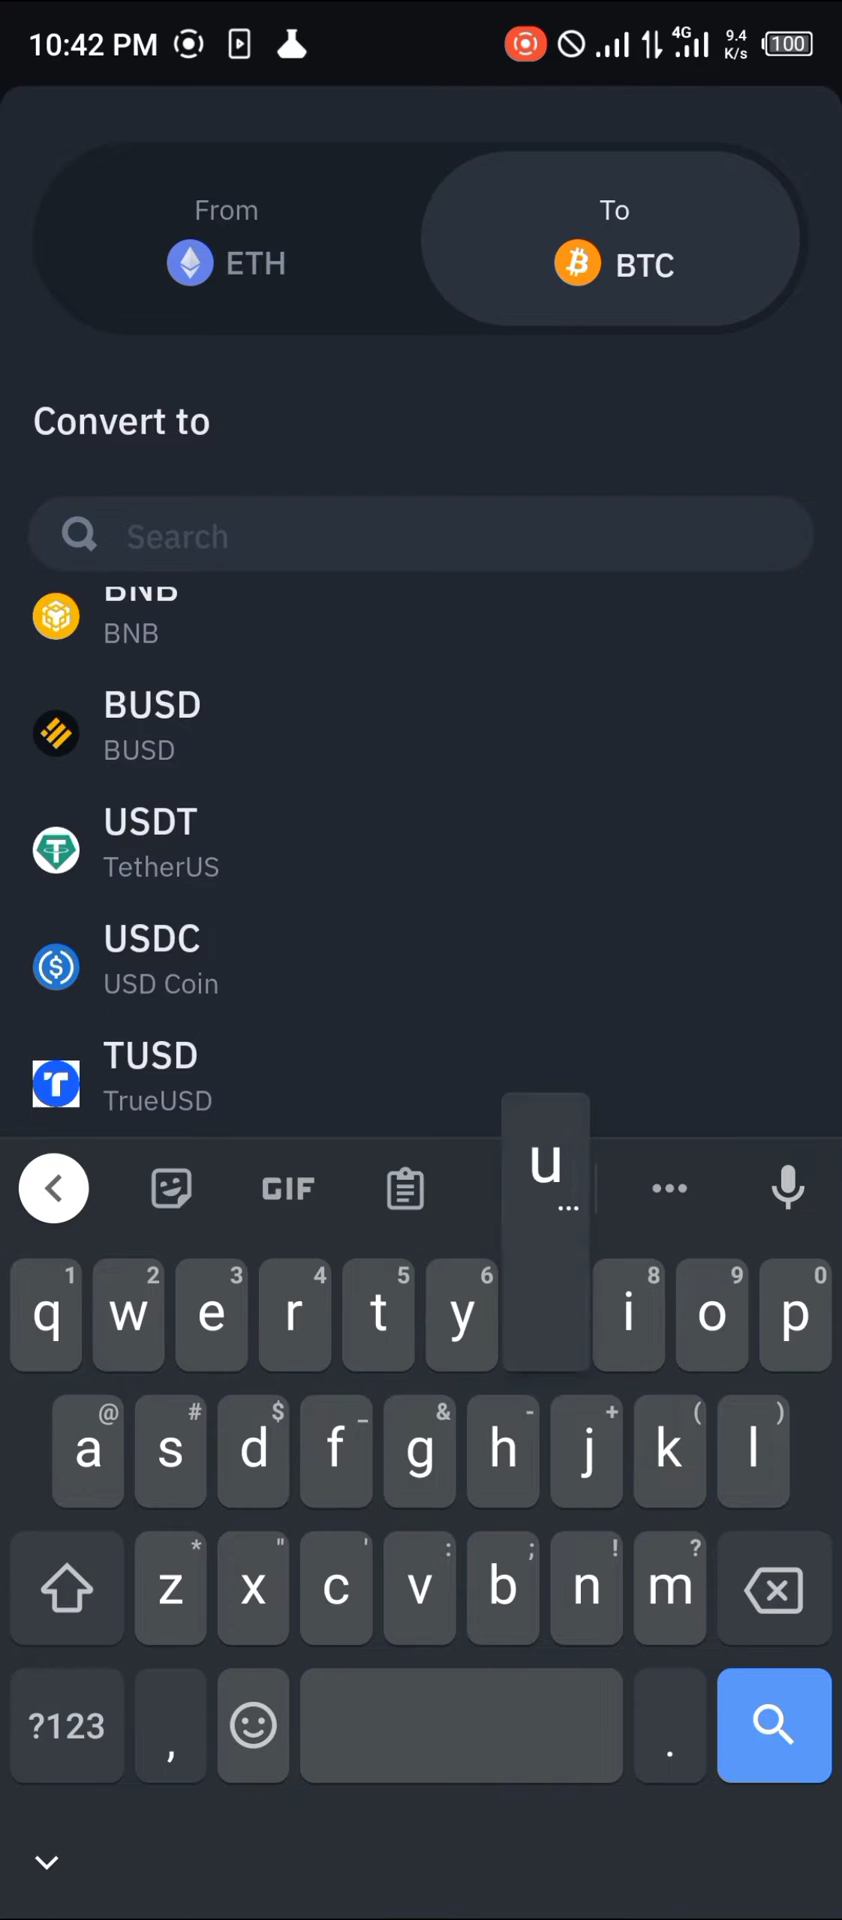 10:42 PM 4G 9.4 K/s 100
From To
ETH BTC
Convert to
Search
BNB
BNB
BUSD
BUSD
USDT
TetherUS
USDC
USD Coin
TUSD
TrueUSD
u
...
GIF
1 2 3 4 5 6 8 9 0
q w e r t y i o p
@ # $ _ & - + ( )
a s d f g h j k l
* " ' : ; ! ?
z x c v b n m
?123 , .